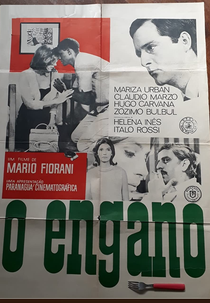 MARIZA URBAN
CLAUDIO MARZO
HUGO CARVANA
ZÓZIMO BULBUL
HELENA INÊS
ITALO ROSSI
UM FILME DE
MARIO FIORANI
PARANAGUÁ CINEMATOGRÁFICA
o engano